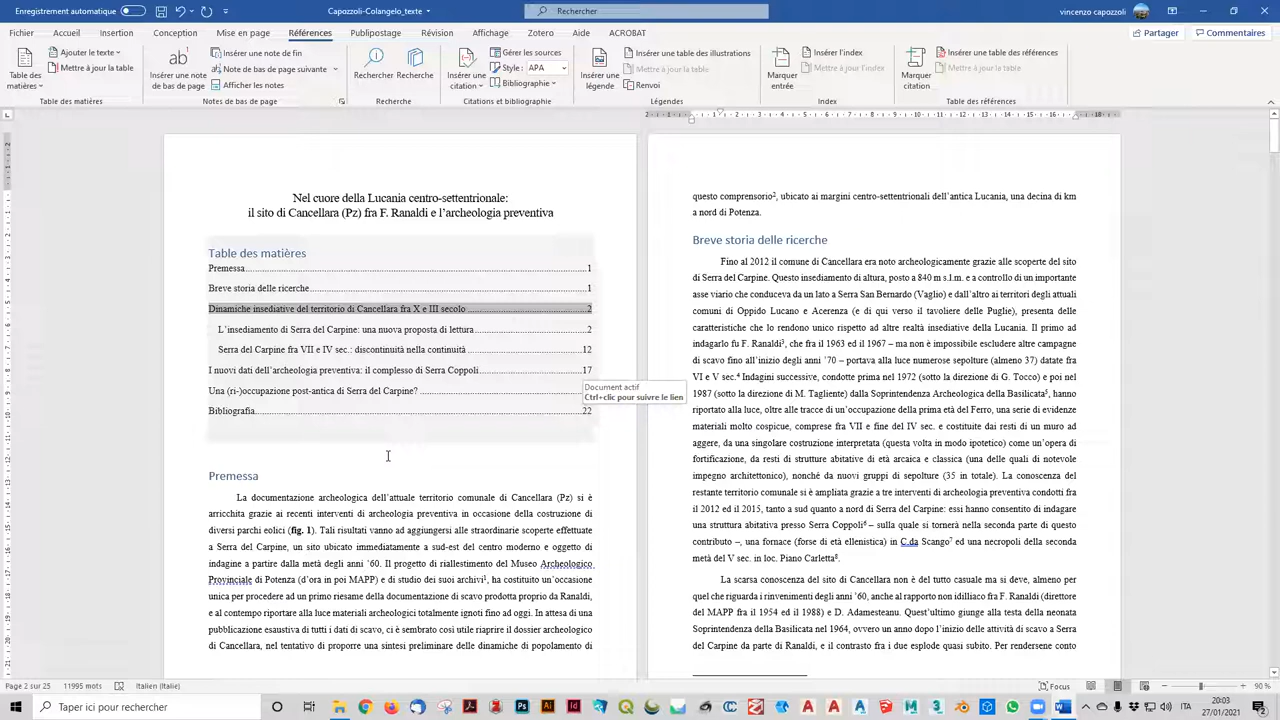 Enregistrement automatique
Rechercher
vincenzo capozzoli
Fichier Accueil Insertion Conception Mise en page Références Publipostage Révision Affichage Zotero Aide ACROBAT
Partager Commentaires
Table des matières
Ajouter le texte
Mettre à jour la table
Table des matières
ab
Insérer une note de bas de page
Insérer une note de fin
Note de bas de page suivante
Afficher les notes
Notes de bas de page
Rechercher Recherche
Recherche
Insérer une citation
Gérer les sources
Style : APA
Bibliographie
Citations et bibliographie
Insérer une légende
Insérer une table des illustrations
Mettre à jour la table
Renvoi
Légendes
Marquer entrée
Insérer l'index
Mettre à jour l'index
Index
Marquer citation
Insérer une table des références
Mettre à jour la table
Table des références
Nel cuore della Lucania centro-settentrionale:
il sito di Cancellara (Pz) fra F. Ranaldi e l’archeologia preventiva
Table des matières
Premessa 1
Breve storia delle ricerche 1
Dinamiche insediative del territorio di Cancellara fra X e III secolo 2
L’insediamento di Serra del Carpine: una nuova proposta di lettura 2
Serra del Carpine fra VII e IV sec.: discontinuità nella continuità 12
I nuovi dati dell’archeologia preventiva: il complesso di Serra Coppoli 17
Una (ri-)occupazione post-antica di Serra del Carpine?
Bibliografia 22
Document actif
Ctrl+clic pour suivre le lien
Premessa
La documentazione archeologica dell’attuale territorio comunale di Cancellara (Pz) si è
arricchita grazie ai recenti interventi di archeologia preventiva in occasione della costruzione di
diversi parchi eolici (fig. 1). Tali risultati vanno ad aggiungersi alle straordinarie scoperte effettuate
a Serra del Carpine, un sito ubicato immediatamente a sud-est del centro moderno e oggetto di
indagine a partire dalla metà degli anni ’60. Il progetto di riallestimento del Museo Archeologico
Provinciale di Potenza (d’ora in poi MAPP) e di studio dei suoi archivi¹, ha costituito un’occasione
unica per procedere ad un primo riesame della documentazione di scavo prodotta proprio da Ranaldi,
e al contempo riportare alla luce materiali archeologici totalmente ignoti fino ad oggi. In attesa di una
pubblicazione esaustiva di tutti i dati di scavo, ci è sembrato così utile riaprire il dossier archeologico
di Cancellara, nel tentativo di proporre una sintesi preliminare delle dinamiche di popolamento di
questo comprensorio², ubicato ai margini centro-settentrionali dell’antica Lucania, una decina di km
a nord di Potenza.
Breve storia delle ricerche
Fino al 2012 il comune di Cancellara era noto archeologicamente grazie alle scoperte del sito
di Serra del Carpine. Questo insediamento di altura, posto a 840 m s.l.m. e a controllo di un importante
asse viario che conduceva da un lato a Serra San Bernardo (Vaglio) e dall’altro ai territori degli attuali
comuni di Oppido Lucano e Acerenza (e di qui verso il tavoliere delle Puglie), presenta delle
caratteristiche che lo rendono unico rispetto ad altre realtà insediative della Lucania. Il primo ad
indagarlo fu F. Ranaldi³, che fra il 1963 ed il 1967 – ma non è impossibile escludere altre campagne
di scavo fino all’inizio degli anni ’70 – portava alla luce numerose sepolture (almeno 37) datate fra
VI e V sec.⁴ Indagini successive, condotte prima nel 1972 (sotto la direzione di G. Tocco) e poi nel
1987 (sotto la direzione di M. Tagliente) dalla Soprintendenza Archeologica della Basilicata⁵, hanno
riportato alla luce, oltre alle tracce di un’occupazione della prima età del Ferro, una serie di evidenze
materiali molto cospicue, comprese fra VII e fine del IV sec. e costituite dai resti di un muro ad
aggere, da una singolare costruzione interpretata (questa volta in modo ipotetico) come un’opera di
fortificazione, da resti di strutture abitative di età arcaica e classica (una delle quali di notevole
impegno architettonico), nonché da nuovi gruppi di sepolture (35 in totale). La conoscenza del
restante territorio comunale si è ampliata grazie a tre interventi di archeologia preventiva condotti fra
il 2012 ed il 2015, tanto a sud quanto a nord di Serra del Carpine: essi hanno consentito di indagare
una struttura abitativa presso Serra Coppoli⁶ – sulla quale si tornerà nella seconda parte di questo
contributo –, una fornace (forse di età ellenistica) in C.da Scango⁷ ed una necropoli della seconda
metà del V sec. in loc. Piano Carletta⁸.
La scarsa conoscenza del sito di Cancellara non è del tutto casuale ma si deve, almeno per
quel che riguarda i rinvenimenti degli anni ’60, anche al rapporto non idilliaco fra F. Ranaldi (direttore
del MAPP fra il 1954 ed il 1988) e D. Adamesteanu. Quest’ultimo giunge alla testa della neonata
Soprintendenza della Basilicata nel 1964, ovvero un anno dopo l’inizio delle attività di scavo a Serra
del Carpine da parte di Ranaldi, e il contrasto fra i due esplode quasi subito. Per rendersene conto
Page 2 sur 25 11995 mots Italien (Italie) Focus 90 %
Taper ici pour rechercher
ITA
20:03
27/01/2021